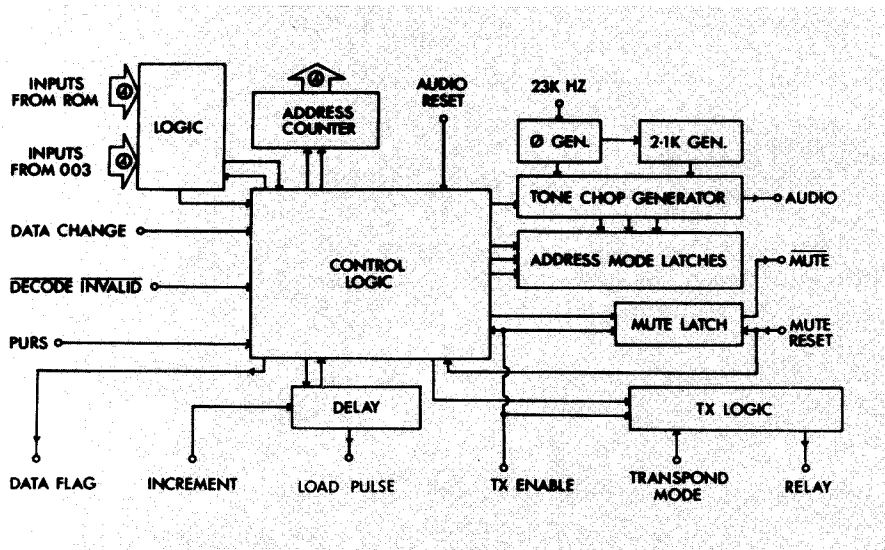 INPUTS
FROM ROM
4
LOGIC
4
ADDRESS
COUNTER
AUDIO
RESET
23K HZ
Ø GEN.
2·1K GEN.
INPUTS
FROM 003
4
TONE CHOP GENERATOR
AUDIO
DATA CHANGE
CONTROL
LOGIC
ADDRESS MODE LATCHES
MUTE
DECODE INVALID
MUTE LATCH
MUTE
RESET
PURS
DELAY
TX LOGIC
DATA FLAG
INCREMENT
LOAD PULSE
TX ENABLE
TRANSPOND
MODE
RELAY